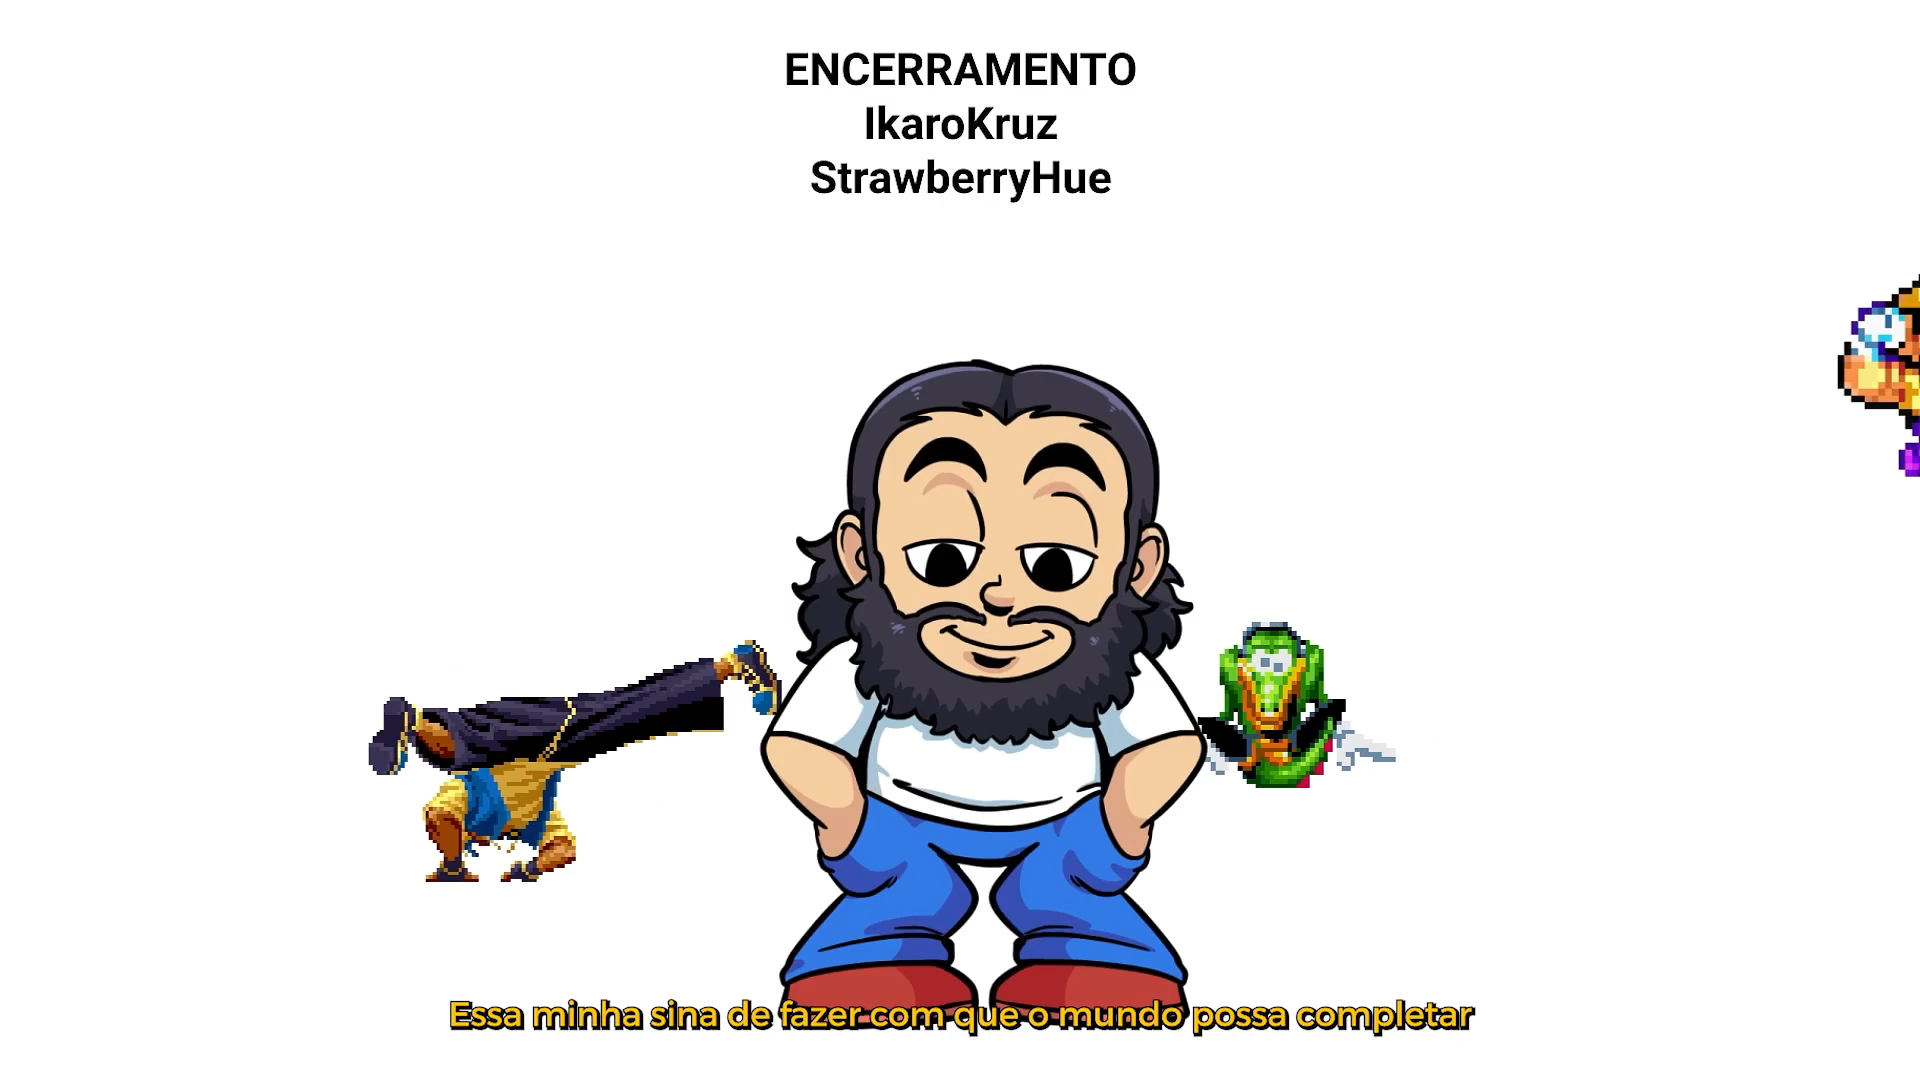 ENCERRAMENTO
IkaroKruz
StrawberryHue
Essa minha sina de fazer com que o mundo possa completar